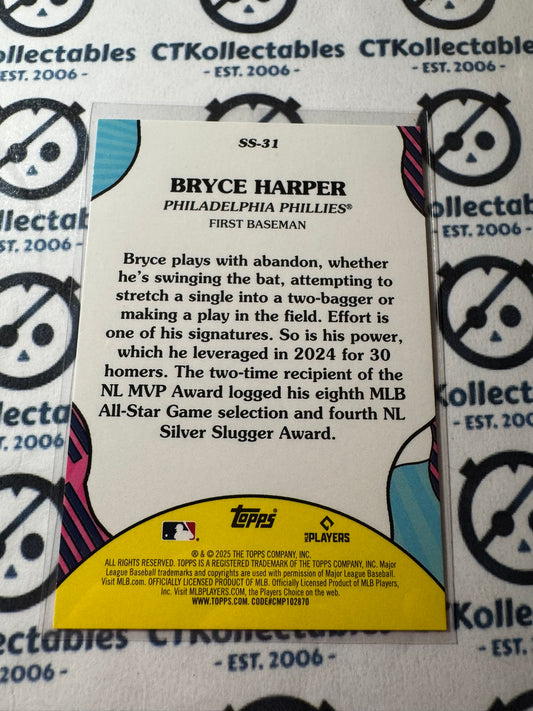 CTKollectables
- EST. 2006 -
SS-31
BRYCE HARPER
PHILADELPHIA PHILLIES®
FIRST BASEMAN
Bryce plays with abandon, whether
he's swinging the bat, attempting to
stretch a single into a two-bagger or
making a play in the field. Effort is
one of his signatures. So is his power,
which he leveraged in 2024 for 30
homers. The two-time recipient of the
NL MVP Award logged his eighth MLB
All-Star Game selection and fourth NL
Silver Slugger Award.
topps
MLB PLAYERS
® & © 2025 THE TOPPS COMPANY, INC.
ALL RIGHTS RESERVED. TOPPS IS A REGISTERED TRADEMARK OF THE TOPPS COMPANY, INC. Major
League Baseball trademarks and copyrights are used with permission of Major League Baseball.
Visit MLB.com. OFFICIALLY LICENSED PRODUCT OF MLB. Officially Licensed Product of MLB Players,
Inc. Visit MLBPLAYERS.COM, the Players Choice on the web.
WWW.TOPPS.COM. CODE#CMP102870